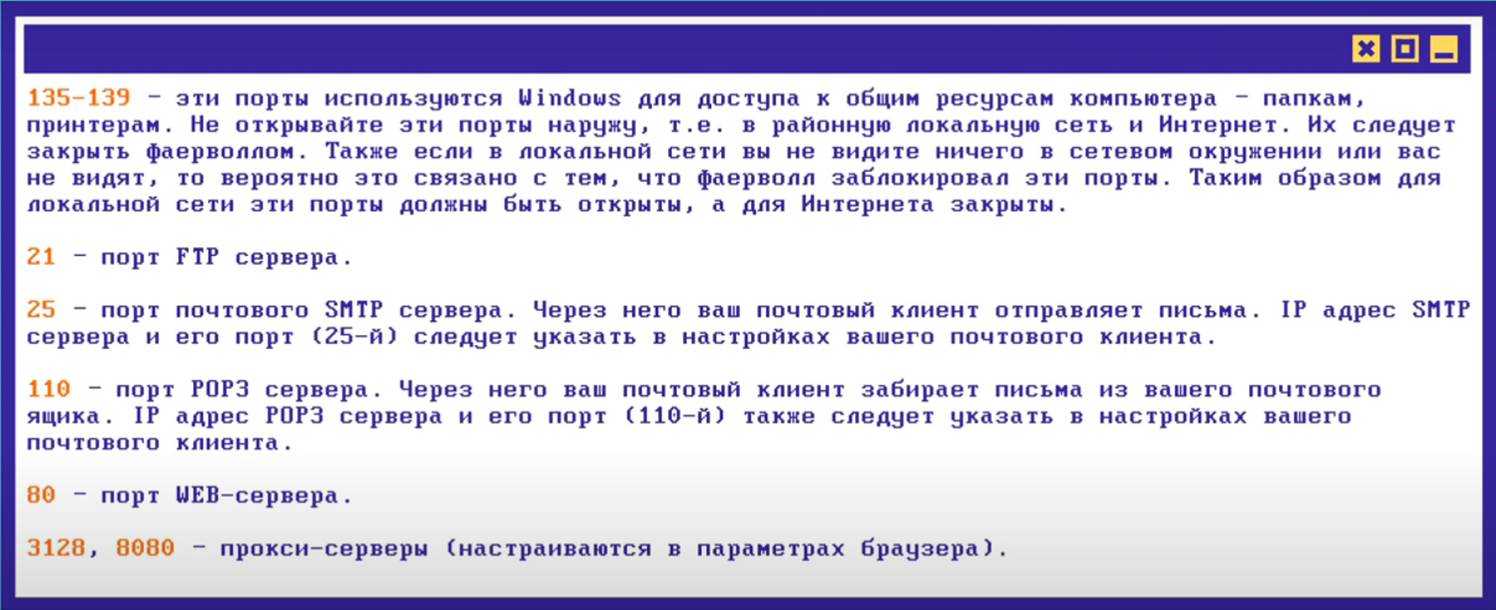 135-139 - эти порты используются Windows для доступа к общим ресурсам компьютера - папкам,
принтерам. Не открывайте эти порты наружу, т.е. в районную локальную сеть и Интернет. Их следует
закрыть фаерволлом. Также если в локальной сети вы не видите ничего в сетевом окружении или вас
не видят, то вероятно это связано с тем, что фаерволл заблокировал эти порты. Таким образом для
локальной сети эти порты должны быть открыты, а для Интернета закрыты.
21 - порт FTP сервера.
25 - порт почтового SMTP сервера. Через него ваш почтовый клиент отправляет письма. IP адрес SMTP
сервера и его порт (25-й) следует указать в настройках вашего почтового клиента.
110 - порт POP3 сервера. Через него ваш почтовый клиент забирает письма из вашего почтового
ящика. IP адрес POP3 сервера и его порт (110-й) также следует указать в настройках вашего
почтового клиента.
80 - порт WEB-сервера.
3128, 8080 - прокси-серверы (настраиваются в параметрах браузера).